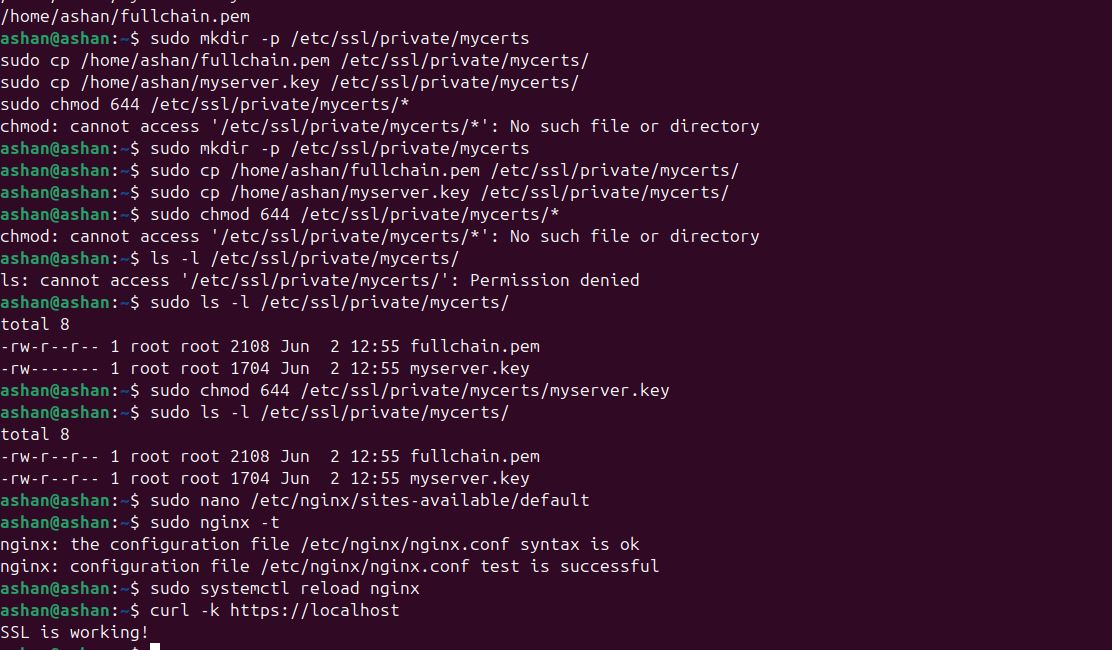 /home/ashan/fullchain.pem
ashan@ashan:~$ sudo mkdir -p /etc/ssl/private/mycerts
sudo cp /home/ashan/fullchain.pem /etc/ssl/private/mycerts/
sudo cp /home/ashan/myserver.key /etc/ssl/private/mycerts/
sudo chmod 644 /etc/ssl/private/mycerts/*
chmod: cannot access '/etc/ssl/private/mycerts/*': No such file or directory
ashan@ashan:~$ sudo mkdir -p /etc/ssl/private/mycerts
ashan@ashan:~$ sudo cp /home/ashan/fullchain.pem /etc/ssl/private/mycerts/
ashan@ashan:~$ sudo cp /home/ashan/myserver.key /etc/ssl/private/mycerts/
ashan@ashan:~$ sudo chmod 644 /etc/ssl/private/mycerts/*
chmod: cannot access '/etc/ssl/private/mycerts/*': No such file or directory
ashan@ashan:~$ ls -l /etc/ssl/private/mycerts/
ls: cannot access '/etc/ssl/private/mycerts/': Permission denied
ashan@ashan:~$ sudo ls -l /etc/ssl/private/mycerts/
total 8
-rw-r--r-- 1 root root 2108 Jun  2 12:55 fullchain.pem
-rw------- 1 root root 1704 Jun  2 12:55 myserver.key
ashan@ashan:~$ sudo chmod 644 /etc/ssl/private/mycerts/myserver.key
ashan@ashan:~$ sudo ls -l /etc/ssl/private/mycerts/
total 8
-rw-r--r-- 1 root root 2108 Jun  2 12:55 fullchain.pem
-rw-r--r-- 1 root root 1704 Jun  2 12:55 myserver.key
ashan@ashan:~$ sudo nano /etc/nginx/sites-available/default
ashan@ashan:~$ sudo nginx -t
nginx: the configuration file /etc/nginx/nginx.conf syntax is ok
nginx: configuration file /etc/nginx/nginx.conf test is successful
ashan@ashan:~$ sudo systemctl reload nginx
ashan@ashan:~$ curl -k https://localhost
SSL is working!
ashan@ashan:~$